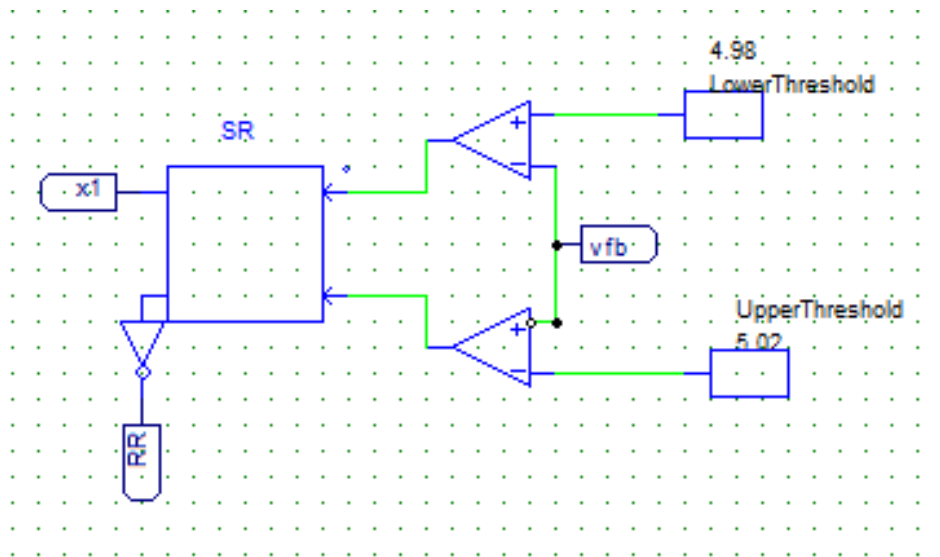 4.98
LowerThreshold
SR
+
−
x1
vfb
UpperThreshold
5.02
+
−
RR